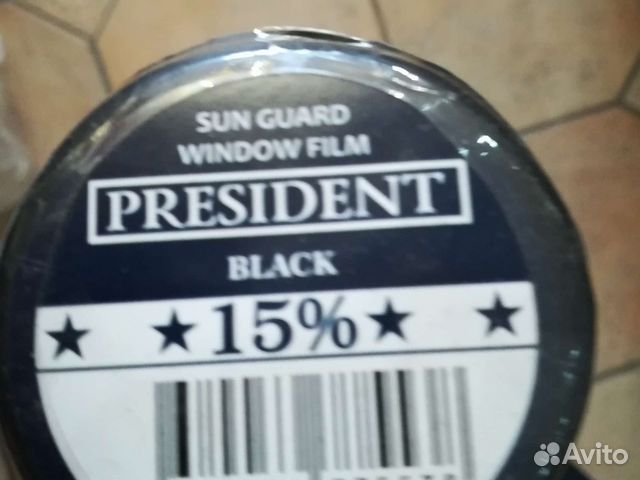 SUN GUARD
WINDOW FILM
PRESIDENT
BLACK
★ ★ 15% ★ ★
Avito